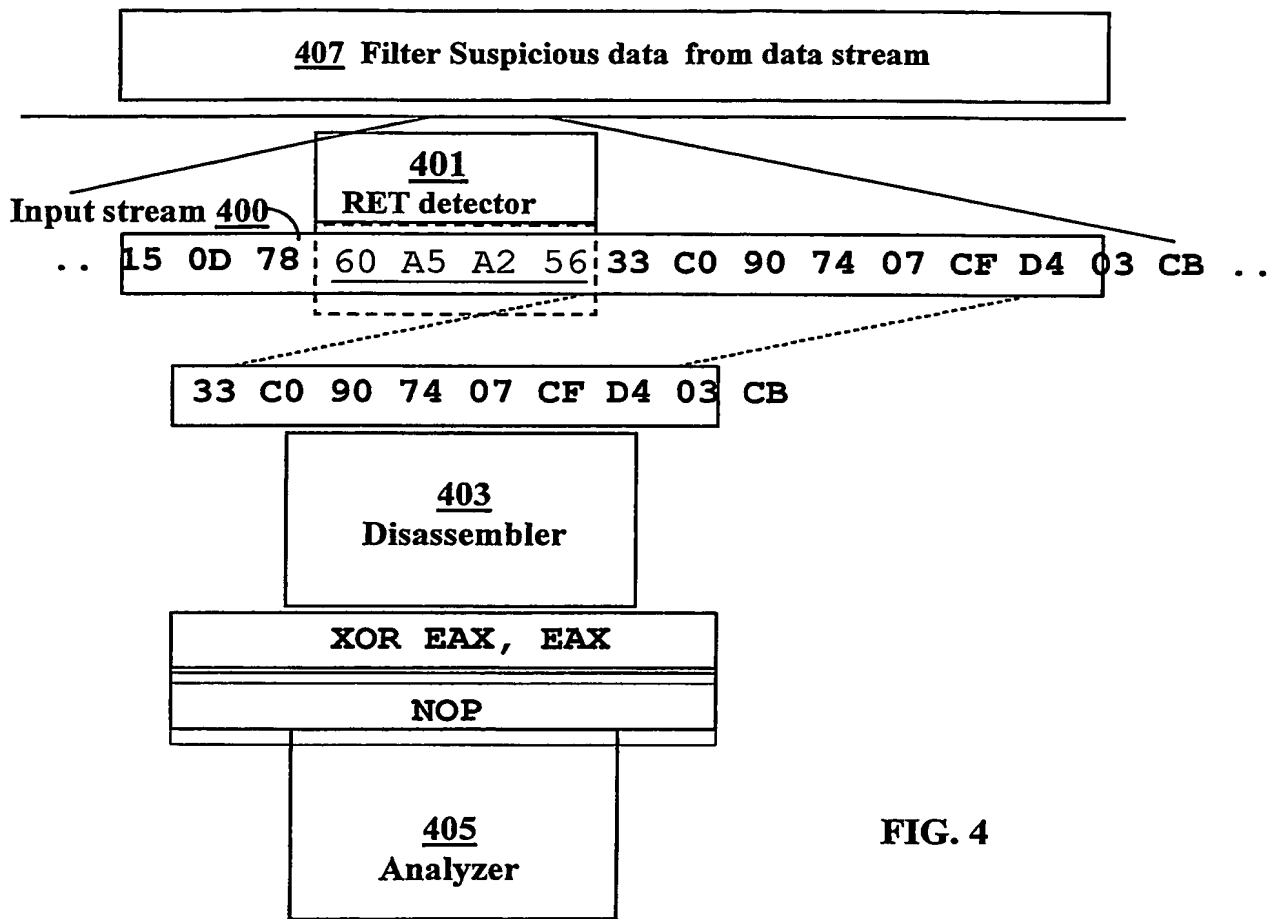 407 Filter Suspicious data from data stream
401
RET detector
Input stream 400
.. 15 0D 78 60 A5 A2 56 33 C0 90 74 07 CF D4 03 CB ..
33 C0 90 74 07 CF D4 03 CB
403
Disassembler
XOR EAX, EAX
NOP
405
Analyzer
FIG. 4